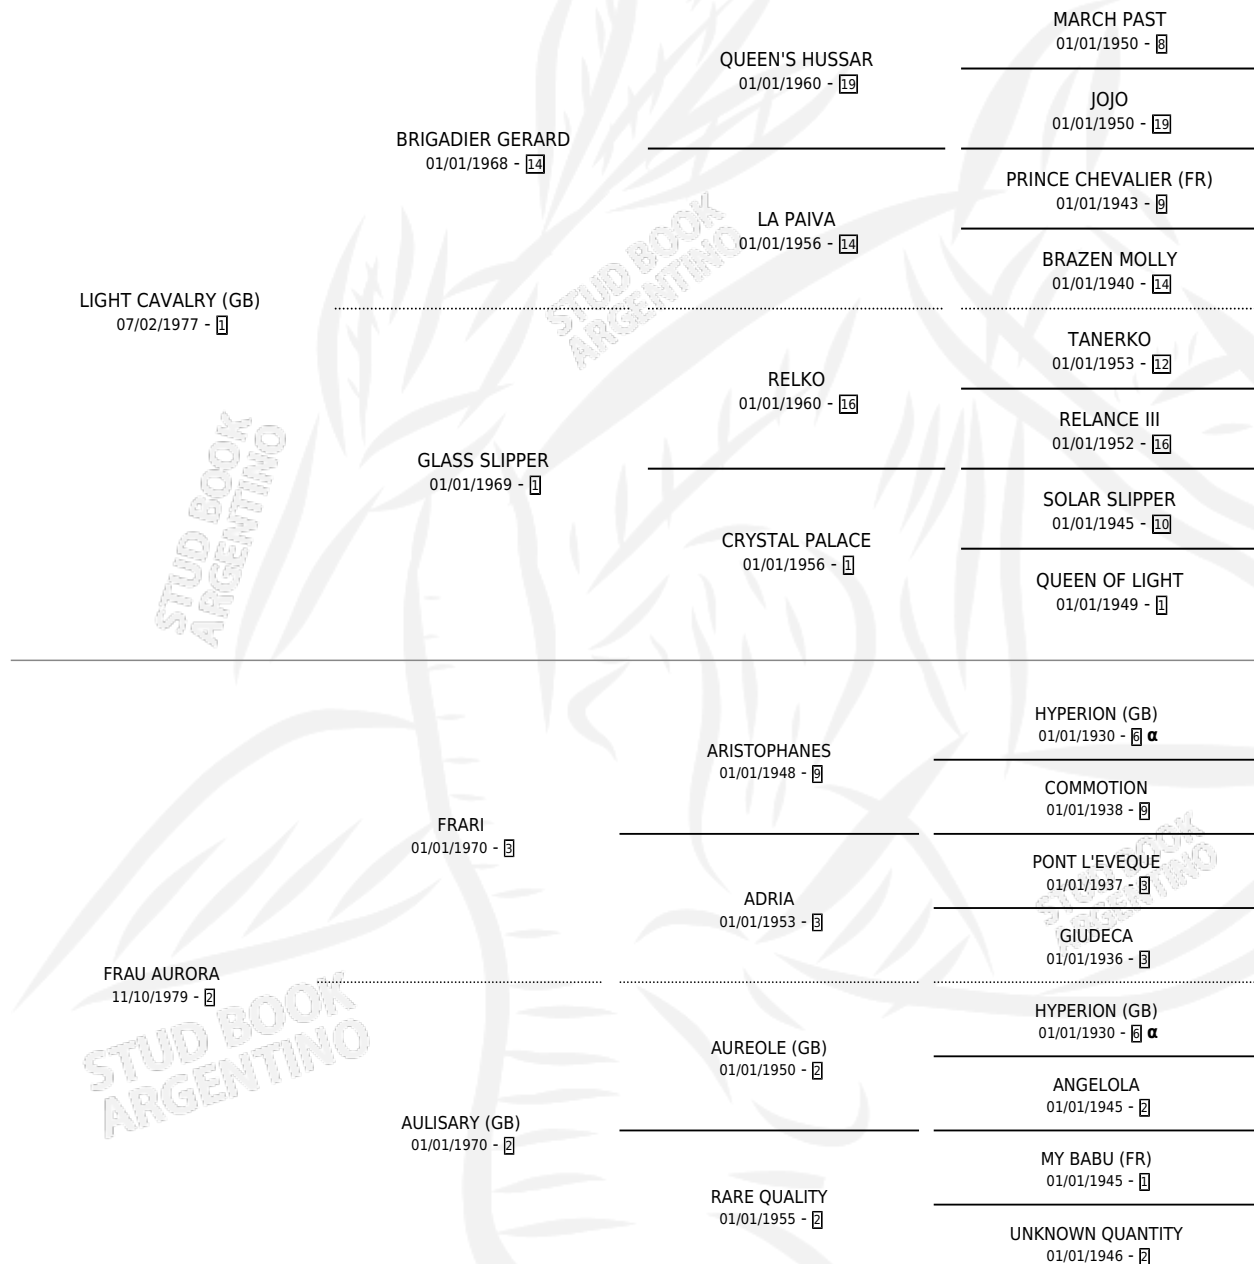 MARCH PAST
01/01/1950 - 8
QUEEN'S HUSSAR
01/01/1960 - 19
JOJO
01/01/1950 - 19
BRIGADIER GERARD
01/01/1968 - 14
PRINCE CHEVALIER (FR)
01/01/1943 - 9
LA PAIVA
01/01/1956 - 14
BRAZEN MOLLY
01/01/1940 - 14
LIGHT CAVALRY (GB)
07/02/1977 - 1
TANERKO
01/01/1953 - 12
RELKO
01/01/1960 - 16
RELANCE III
01/01/1952 - 16
GLASS SLIPPER
01/01/1969 - 1
SOLAR SLIPPER
01/01/1945 - 10
CRYSTAL PALACE
01/01/1956 - 1
QUEEN OF LIGHT
01/01/1949 - 1
HYPERION (GB)
01/01/1930 - 6 α
ARISTOPHANES
01/01/1948 - 9
COMMOTION
01/01/1938 - 9
FRARI
01/01/1970 - 3
PONT L'EVEQUE
01/01/1937 - 3
ADRIA
01/01/1953 - 3
GIUDECA
01/01/1936 - 3
FRAU AURORA
11/10/1979 - 2
HYPERION (GB)
01/01/1930 - 6 α
AUREOLE (GB)
01/01/1950 - 2
ANGELOLA
01/01/1945 - 2
AULISARY (GB)
01/01/1970 - 2
MY BABU (FR)
01/01/1945 - 1
RARE QUALITY
01/01/1955 - 2
UNKNOWN QUANTITY
01/01/1946 - 2
STUD BOOK
ARGENTINO
STUD BOOK
ARGENTINO
STUD BOOK
ARGENTINO
STUD BOOK
ARGENTINO